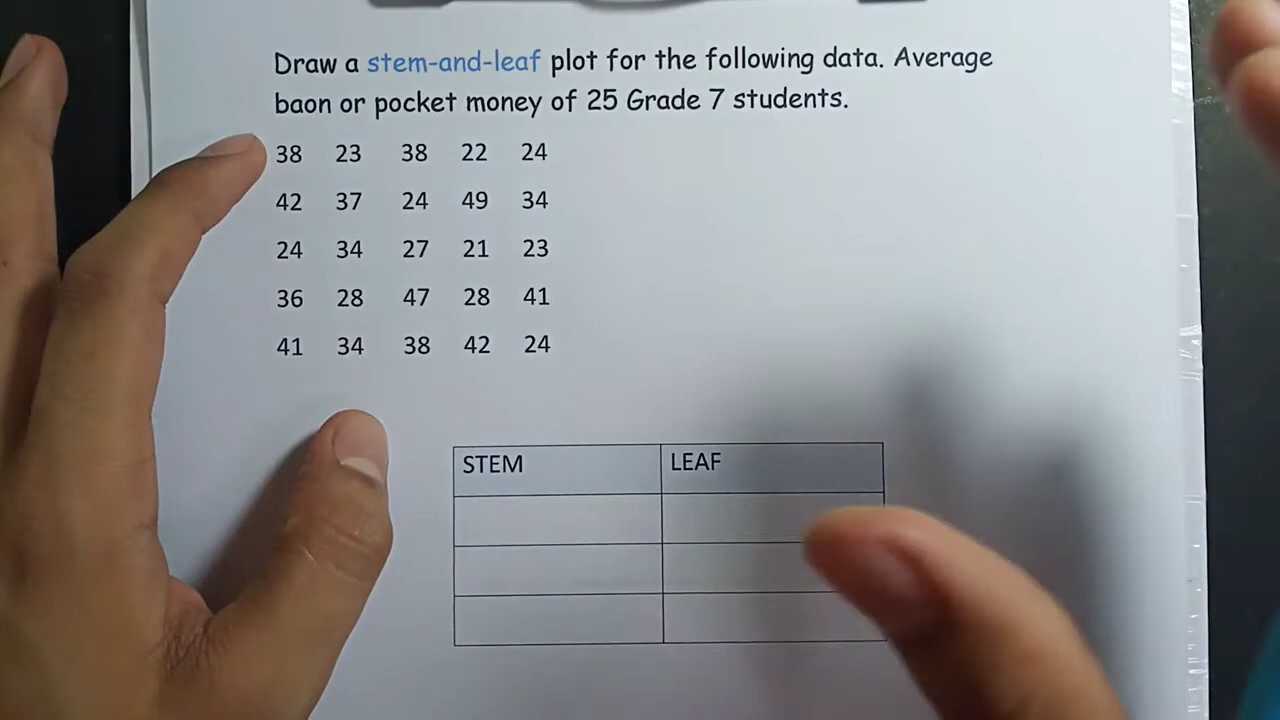 Draw a stem-and-leaf plot for the following data. Average
baon or pocket money of 25 Grade 7 students.
38 23 38 22 24
42 37 24 49 34
24 34 27 21 23
36 28 47 28 41
41 34 38 42 24
STEM LEAF